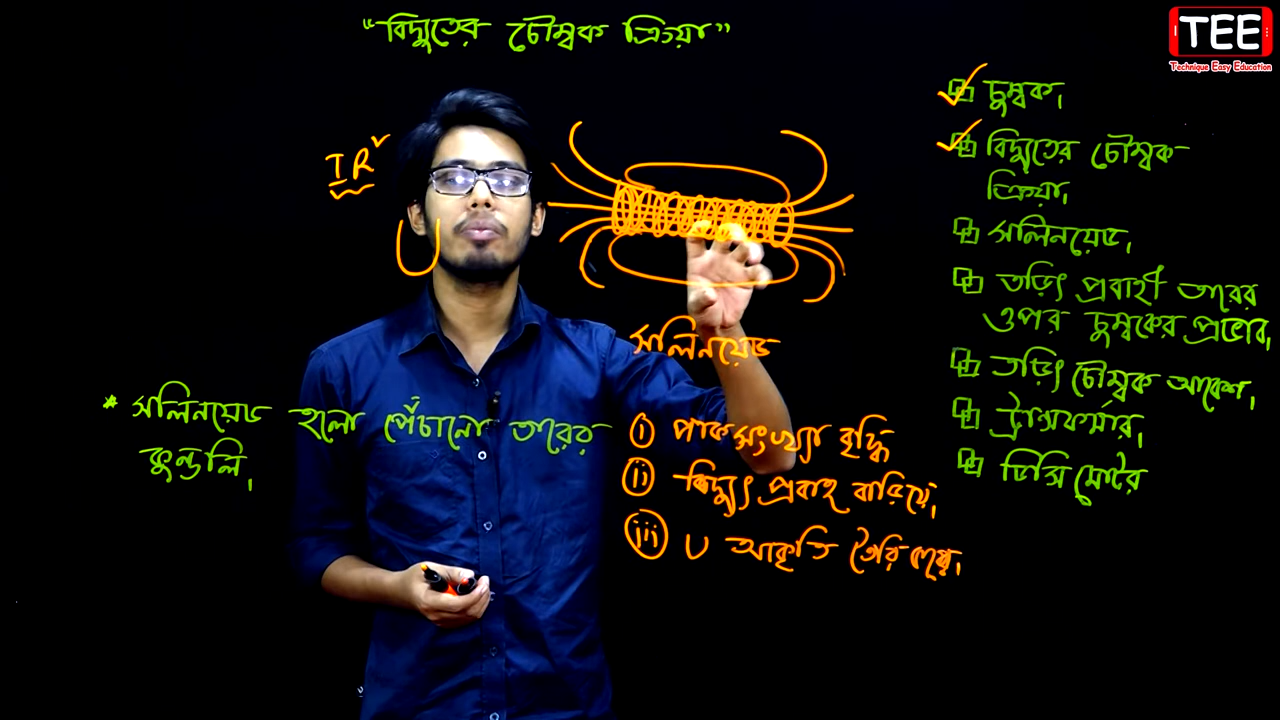 “বিদ্যুতের চৌম্বক ক্রিয়া”
TEE
Technique Easy Education
IR
U
সলিনয়েড
* সলিনয়েড হলো পেঁচানো তারের
কুন্ডলি।
i) পাকসংখ্যা বৃদ্ধি
ii) বিদ্যুৎ প্রবাহ বাড়িয়ে।
iii) U আকৃতি তৈরি করে।
চুম্বক।
বিদ্যুতের চৌম্বক
ক্রিয়া।
সলিনয়েড।
তড়িৎ প্রবাহী তারের
ওপর চুম্বকের প্রভাব।
তড়িৎ চৌম্বক আবেশ।
ট্রান্সফর্মার।
ডিসি মোটর